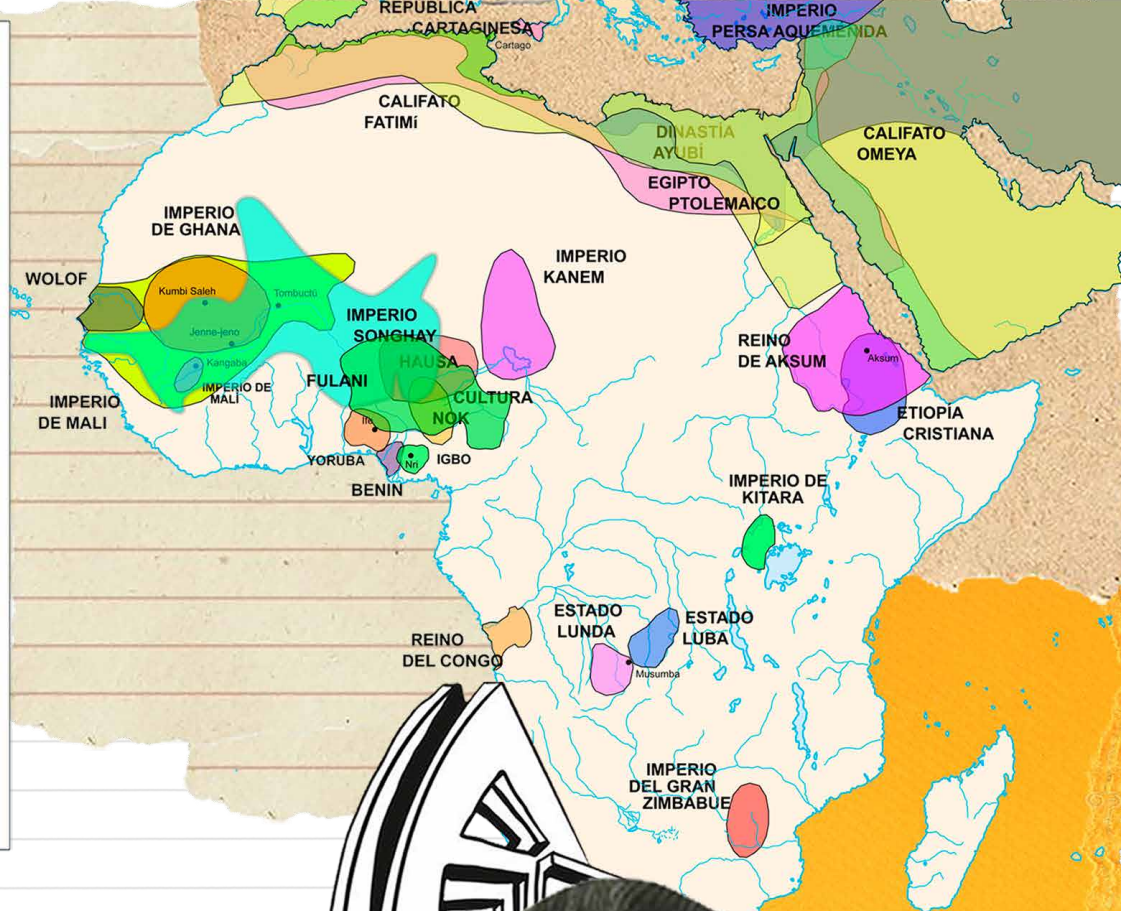 REPÚBLICA
CARTAGINESA
Cartago
IMPERIO
PERSA AQUEMÉNIDA
CALIFATO
FATIMí
DINASTÍA
AYUBÍ
CALIFATO
OMEYA
EGIPTO
PTOLEMAICO
IMPERIO
DE GHANA
IMPERIO
KANEM
WOLOF
Kumbi Saleh
Tombuctú
Jenne-jeno
Kangaba
IMPERIO DE
MALÍ
IMPERIO
SONGHAY
HAUSA
REINO
DE AKSUM
Aksum
IMPERIO
DE MALI
FULANI
CULTURA
NOK
Ife
ETIOPÍA
CRISTIANA
YORUBA
Nri
IGBO
BENIN
IMPERIO DE
KITARA
REINO
DEL CONGO
ESTADO
LUNDA
ESTADO
LUBA
Musumba
IMPERIO
DEL GRAN
ZIMBABUE